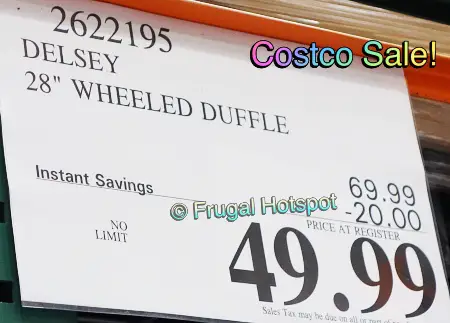 2622195
Costco Sale!
DELSEY
28" WHEELED DUFFLE
Instant Savings 69.99
-20.00
© Frugal Hotspot
NO
LIMIT
PRICE AT REGISTER
49.99
Sales Tax may be due on all or part of